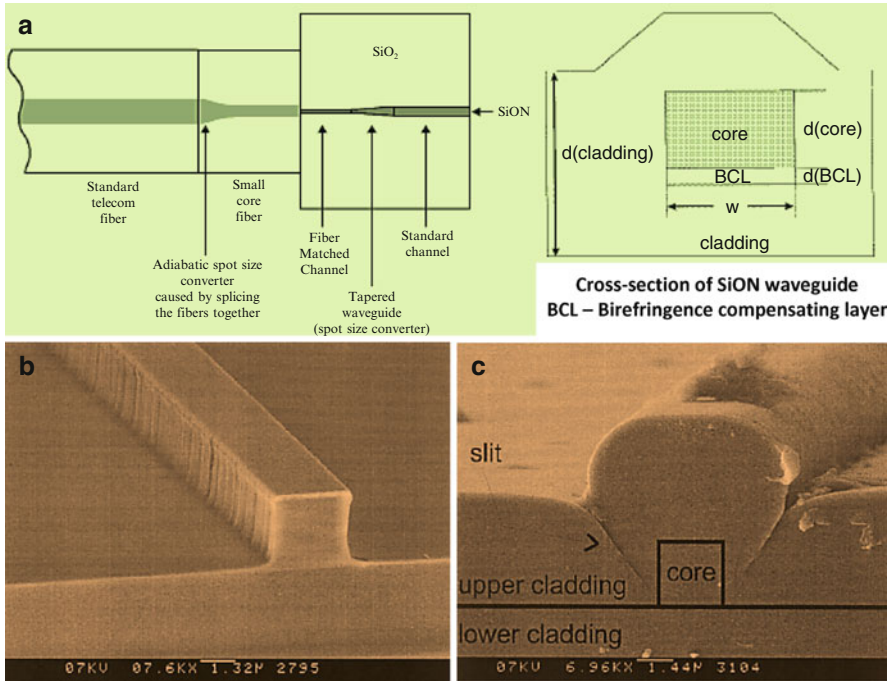 a
SiO2
SiON
Standard
telecom
fiber
Small
core
fiber
Adiabatic spot size
converter
caused by splicing
the fibers together
Fiber
Matched
Channel
Standard
channel
Tapered
waveguide
(spot size converter)
d(cladding)
core
d(core)
BCL
d(BCL)
w
cladding
Cross-section of SiON waveguide
BCL – Birefringence compensating layer
b
07KV 07.6KX 1.32µ 2795
c
slit
>
core
upper cladding
lower cladding
07KV 6.96KX 1.44µ 3104